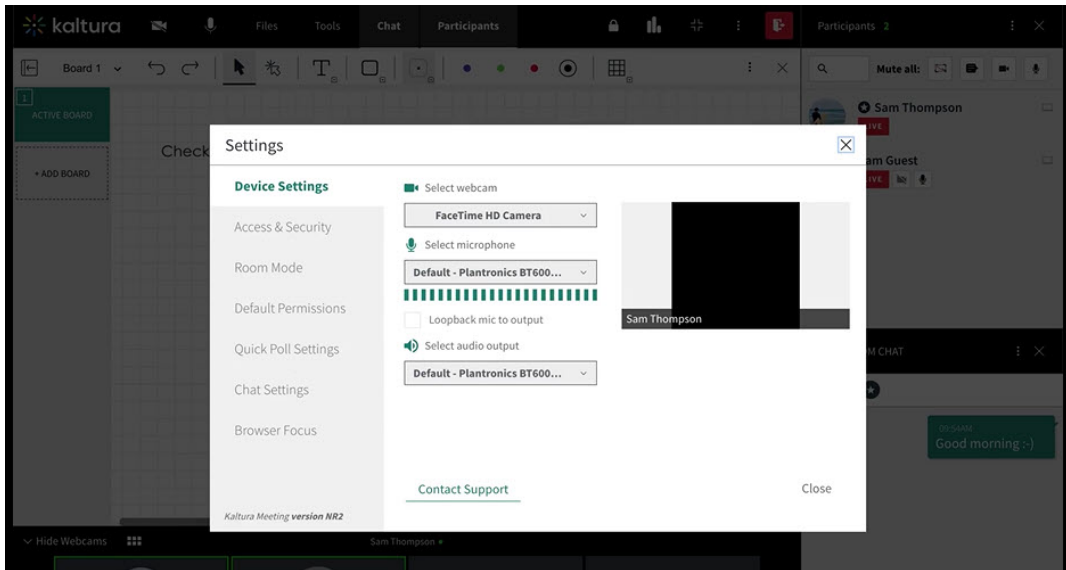 kaltura
Files
Tools
Chat
Participants
Participants 2
Board 1
T
Mute all:
1
ACTIVE BOARD
+ ADD BOARD
Check
Sam Thompson
LIVE
am Guest
VE
Settings
Device Settings
Access & Security
Room Mode
Default Permissions
Quick Poll Settings
Chat Settings
Browser Focus
Kaltura Meeting version NR2
Select webcam
FaceTime HD Camera
Select microphone
Default - Plantronics BT600...
Loopback mic to output
Select audio output
Default - Plantronics BT600...
Sam Thompson
Contact Support
Close
M CHAT
09:54AM
Good morning :-)
Hide Webcams
Sam Thompson